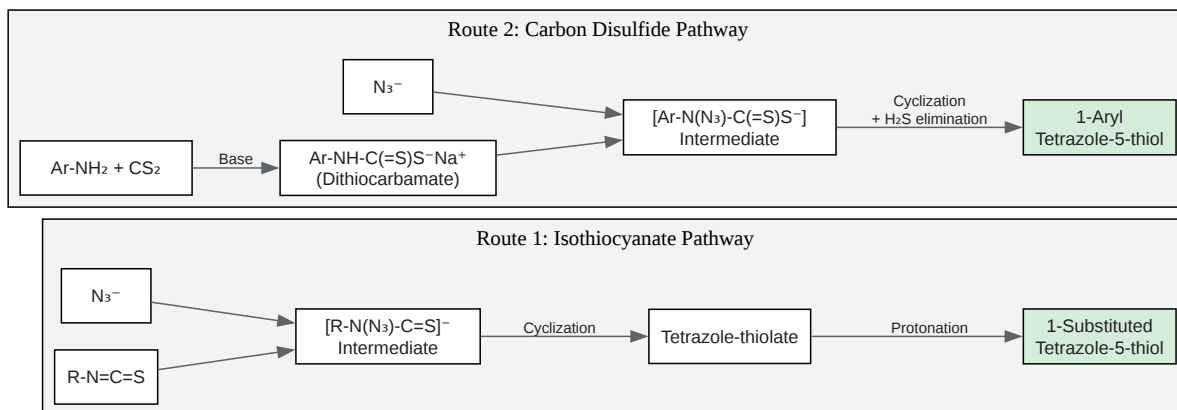 Route 2: Carbon Disulfide Pathway
N₃⁻
Ar-NH₂ + CS₂
Base
Ar-NH-C(=S)S⁻Na⁺
(Dithiocarbamate)
[Ar-N(N₃)-C(=S)S⁻]
Intermediate
Cyclization
+ H₂S elimination
1-Aryl
Tetrazole-5-thiol
Route 1: Isothiocyanate Pathway
N₃⁻
R-N=C=S
[R-N(N₃)-C=S]⁻
Intermediate
Cyclization
Tetrazole-thiolate
Protonation
1-Substituted
Tetrazole-5-thiol